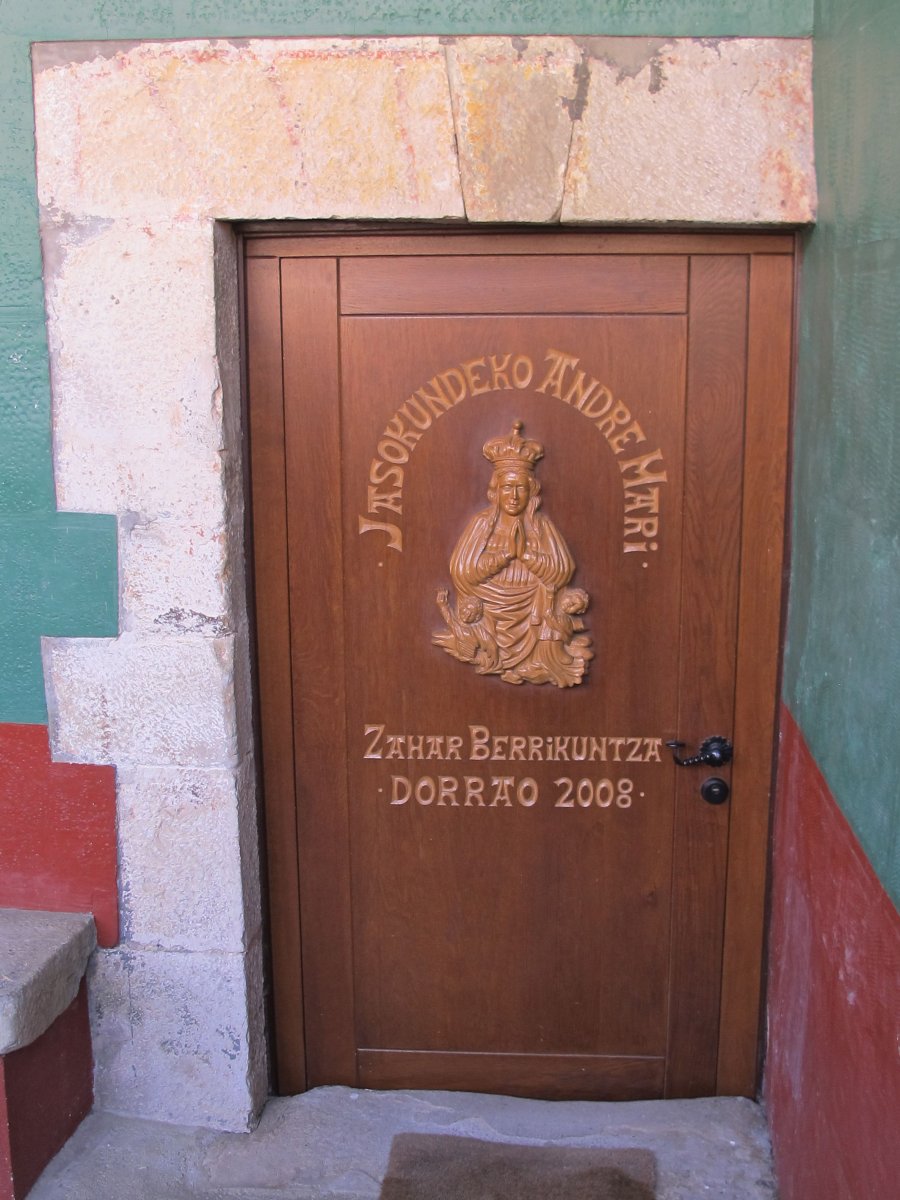 ·JASOKUNDEKO ANDRE MARI·
ZAHAR BERRiKUNTZA
·DORRAO 2008·